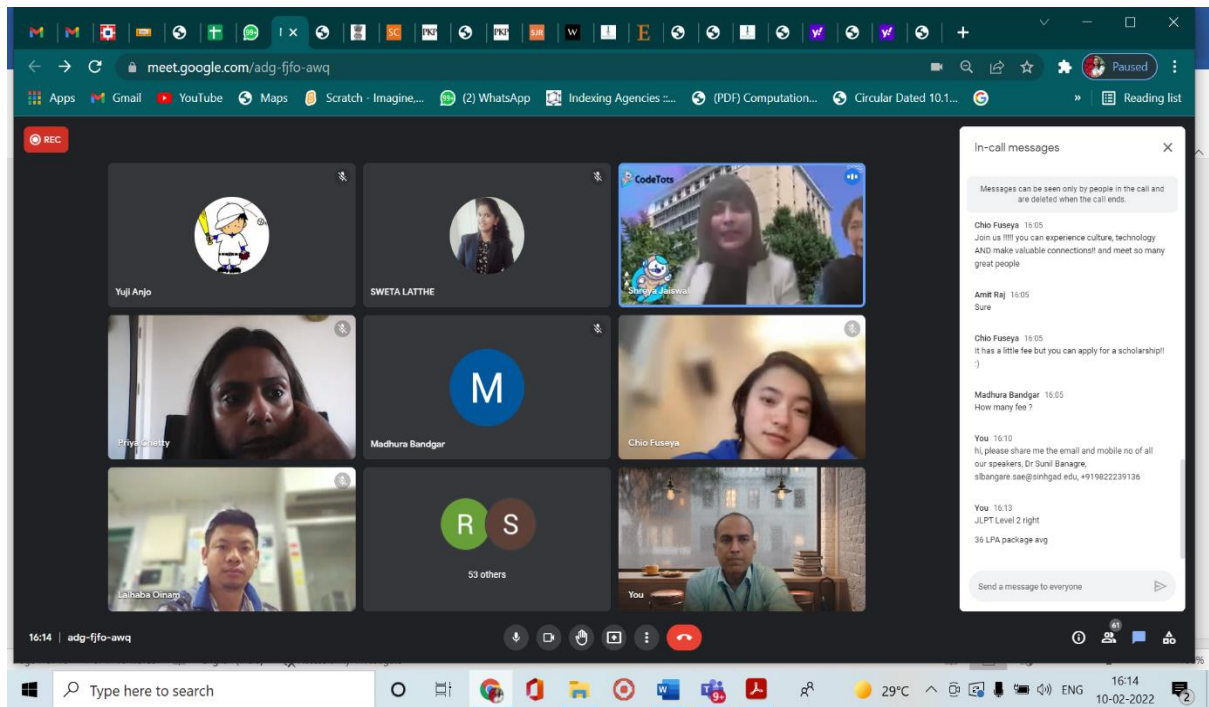 SC
PKP
PKP
SJR
W
E
y!
y!
meet.google.com/adg-fjfo-awq
Paused
Apps
Gmail
YouTube
Maps
Scratch - Imagine,...
(2) WhatsApp
Indexing Agencies ::...
(PDF) Computation...
Circular Dated 10.1...
»
Reading list
REC
Yuji Anjo
SWETA LATTHE
CodeTots
Shreya Jaiswal
Priya Shetty
M
Madhura Bandgar
Chio Fuseya
Laihaba Oinam
R S
53 others
You
In-call messages
Messages can be seen only by people in the call and
are deleted when the call ends.
Chio Fuseya 16:05
Join us !!!!! you can experience culture, technology
AND make valuable connections!! and meet so many
great people
Amit Raj 16:05
Sure
Chio Fuseya 16:05
It has a little fee but you can apply for a scholarship!!
:)
Madhura Bandgar 16:05
How many fee ?
You 16:10
hi, please share me the email and mobile no of all
our speakers, Dr Sunil Banagre,
slbangare.sae@sinhgad.edu, +919822239136
You 16:13
JLPT Level 2 right
36 LPA package avg
Send a message to everyone
16:14 | adg-fjfo-awq
61
Type here to search
29°C
ENG
16:14
10-02-2022
2